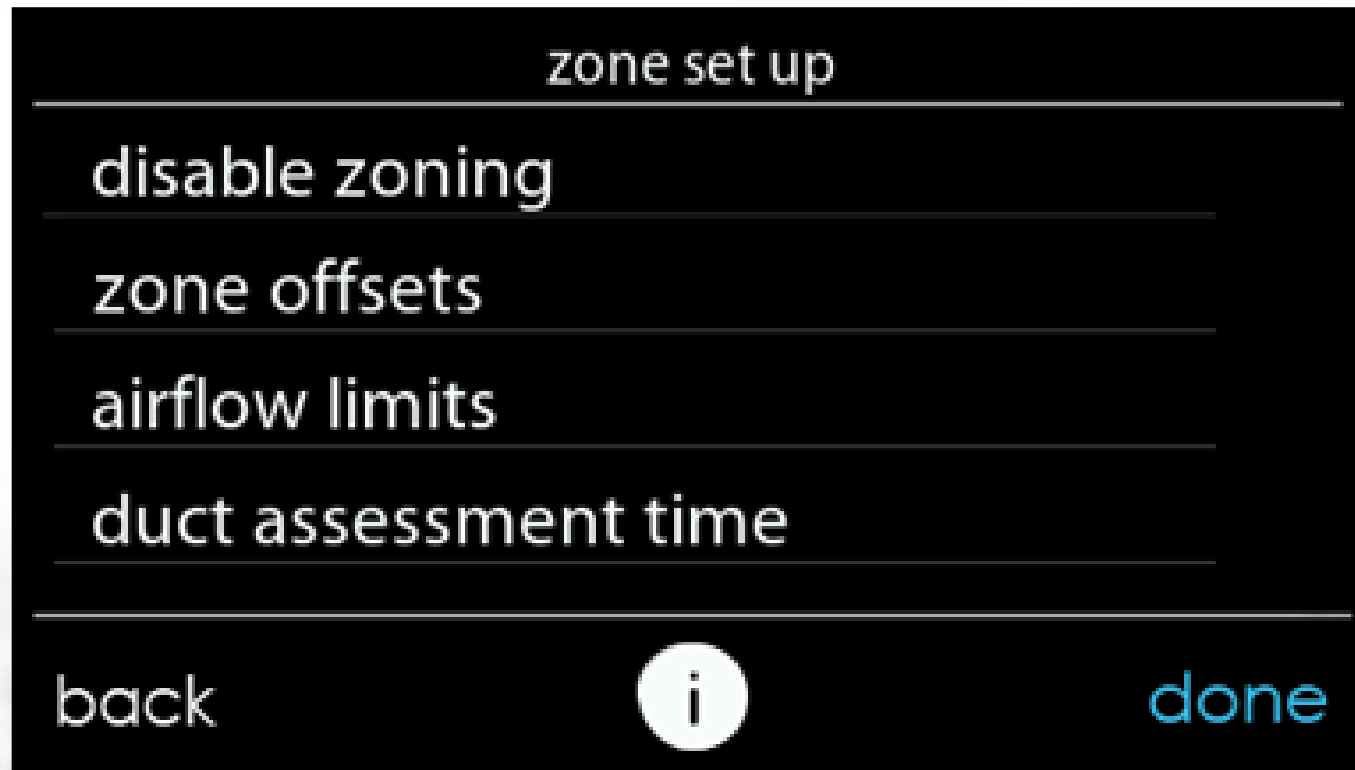 zone set up
disable zoning
zone offsets
airflow limits
duct assessment time
back
i
done